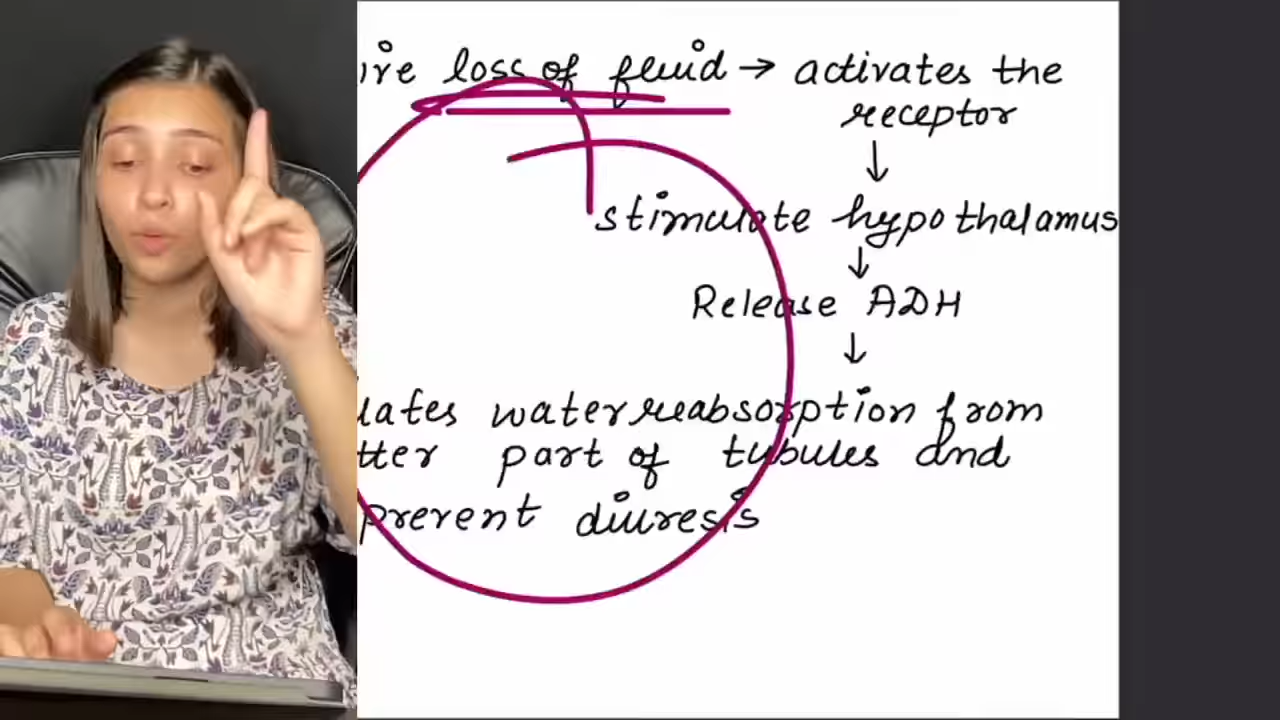 ire loss of fluid → activates the
receptor
↓
stimulate hypothalamus
↓
Release ADH
↓
lates water reabsorption from
tter part of tubules and
prevent diuresis